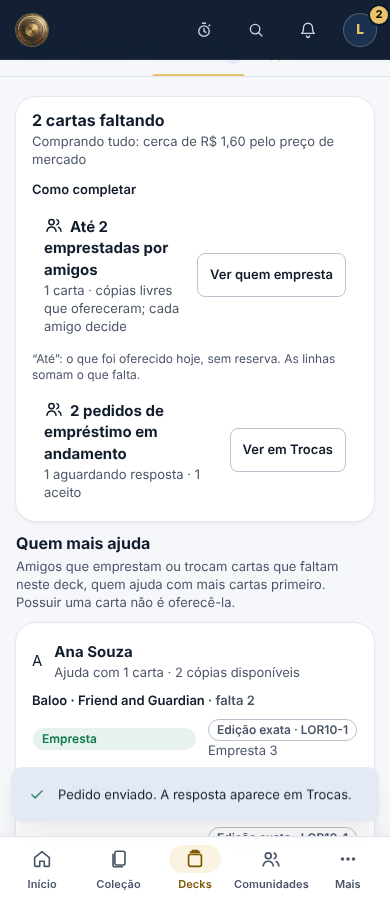 L
2
2 cartas faltando
Comprando tudo: cerca de R$ 1,60 pelo preço de
mercado
Como completar
Até 2
emprestadas por
amigos
1 carta · cópias livres
que ofereceram; cada
amigo decide
Ver quem empresta
“Até”: o que foi oferecido hoje, sem reserva. As linhas
somam o que falta.
2 pedidos de
empréstimo em
andamento
1 aguardando resposta · 1
aceito
Ver em Trocas
Quem mais ajuda
Amigos que emprestam ou trocam cartas que faltam
neste deck, quem ajuda com mais cartas primeiro.
Possuir uma carta não é oferecê-la.
A
Ana Souza
Ajuda com 1 carta · 2 cópias disponíveis
Baloo · Friend and Guardian · falta 2
Empresta
Edição exata · LOR10-1
Empresta 3
Pedido enviado. A resposta aparece em Trocas.
Edição exata · LOR10-1
Início
Coleção
Decks
Comunidades
Mais